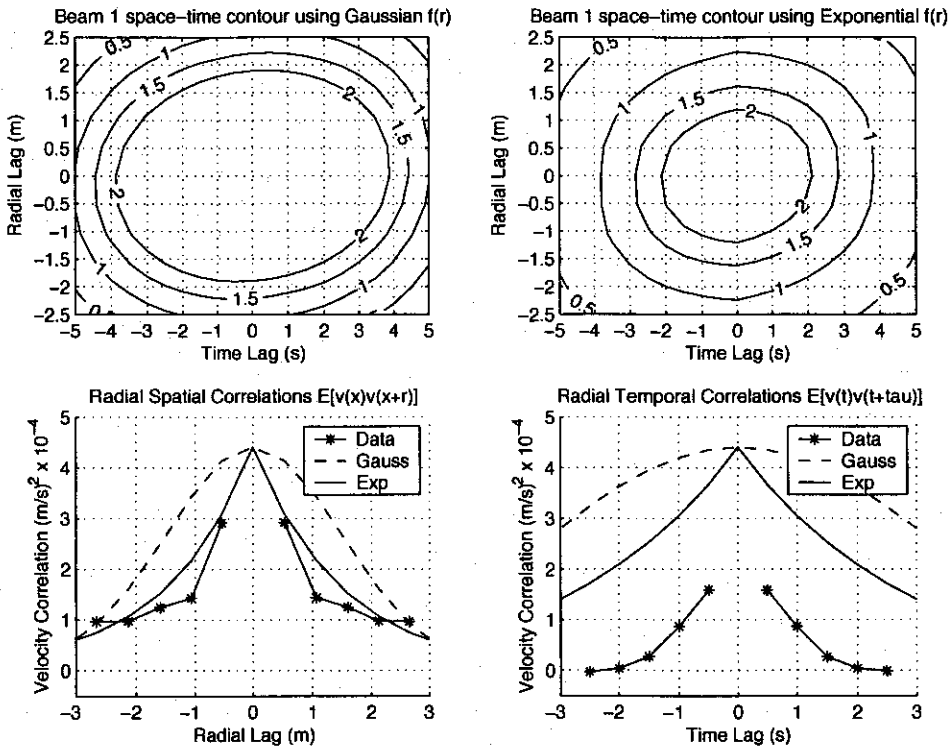 Beam 1 space-time contour using Gaussian f(r)
Radial Lag (m)
2.5
2
1.5
1
0.5
0
-0.5
-1
-1.5
-2
-2.5
0.5
1
1.5
2
1.5
1
2
2
1.5
1
1
0.5
-5 -4 -3 -2 -1 0 1 2 3 4 5
Time Lag (s)
Beam 1 space-time contour using Exponential f(r)
Radial Lag (m)
2.5
2
1.5
1
0.5
0
-0.5
-1
-1.5
-2
-2.5
0.5
1
1.5
2
1
2
1.5
1
0.5
0.5
-5 -4 -3 -2 -1 0 1 2 3 4 5
Time Lag (s)
Radial Spatial Correlations E[v(x)v(x+r)]
Velocity Correlation (m/s)² x 10⁻⁴
5
4
3
2
1
0
Data
Gauss
Exp
-3 -2 -1 0 1 2 3
Radial Lag (m)
Radial Temporal Correlations E[v(t)v(t+tau)]
Velocity Correlation (m/s)² x 10⁻⁴
5
4
3
2
1
0
Data
Gauss
Exp
-3 -2 -1 0 1 2 3
Time Lag (s)